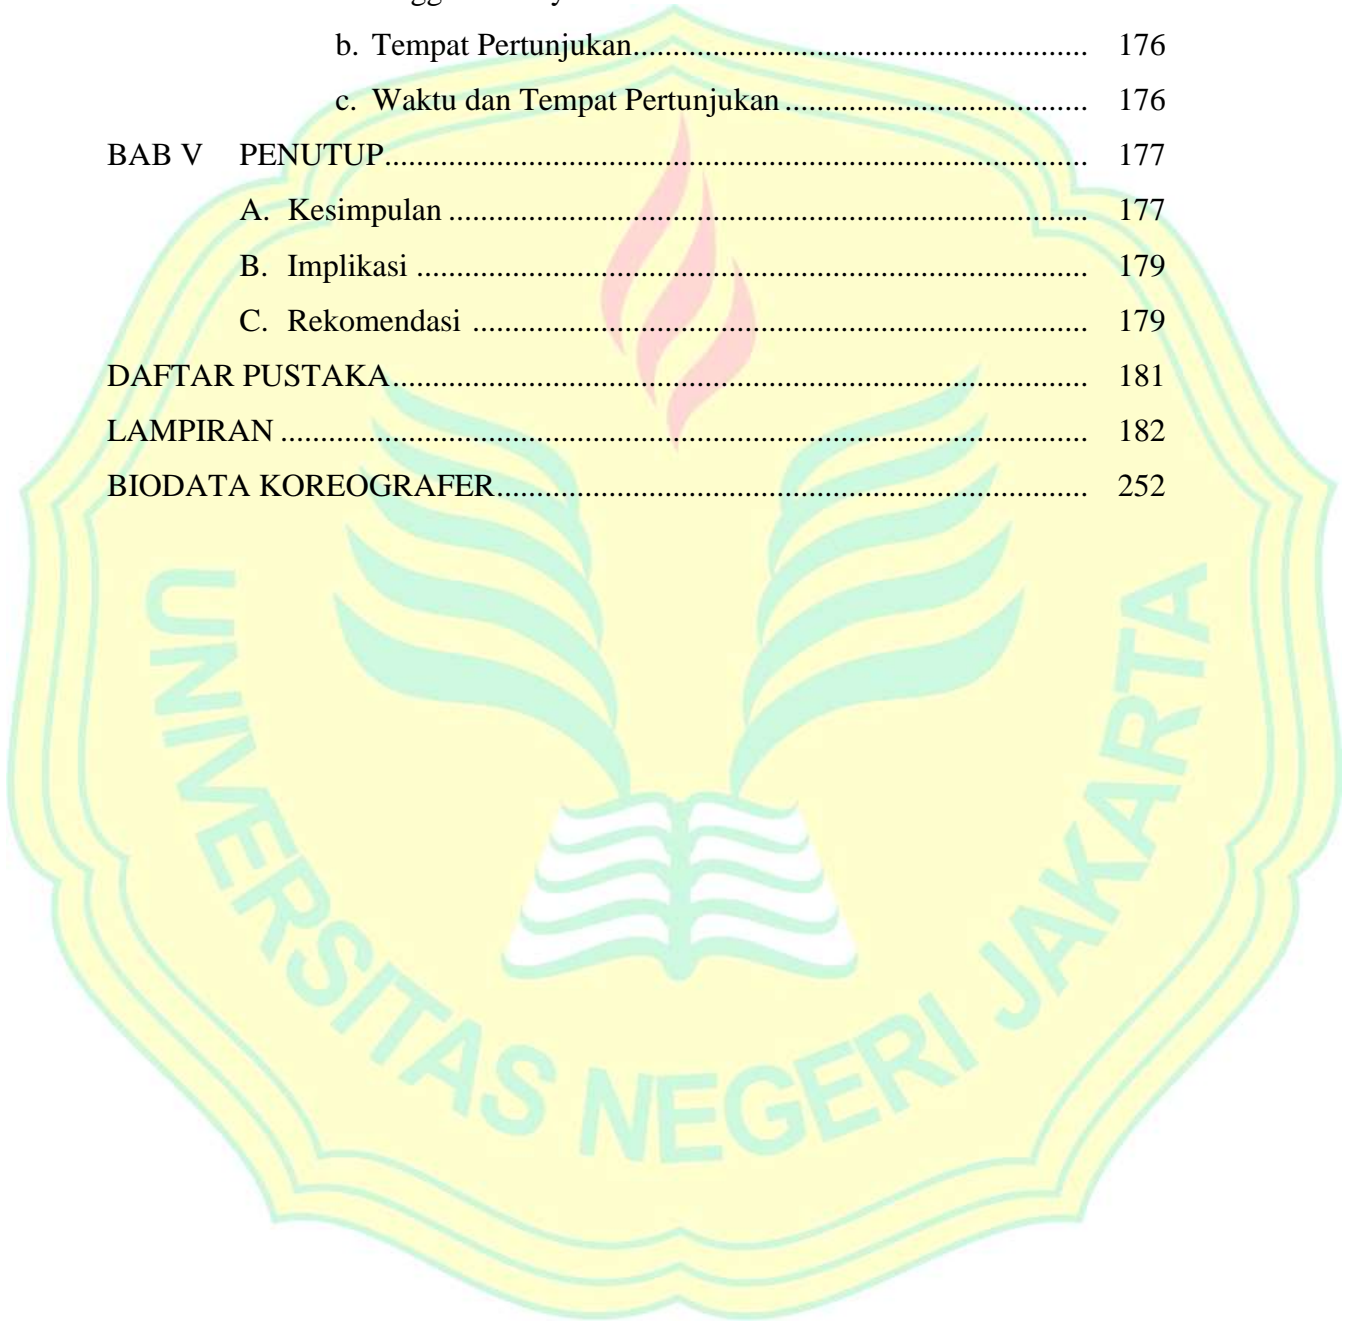 b. Tempat Pertunjukan........................................................ 176
c. Waktu dan Tempat Pertunjukan ..................................... 176
BAB V PENUTUP....................................................................................... 177
A. Kesimpulan ............................................................................... 177
B. Implikasi ................................................................................... 179
C. Rekomendasi ............................................................................ 179
DAFTAR PUSTAKA...................................................................................... 181
LAMPIRAN .................................................................................................... 182
BIODATA KOREOGRAFER......................................................................... 252
UNIVERSITAS NEGERI JAKARTA